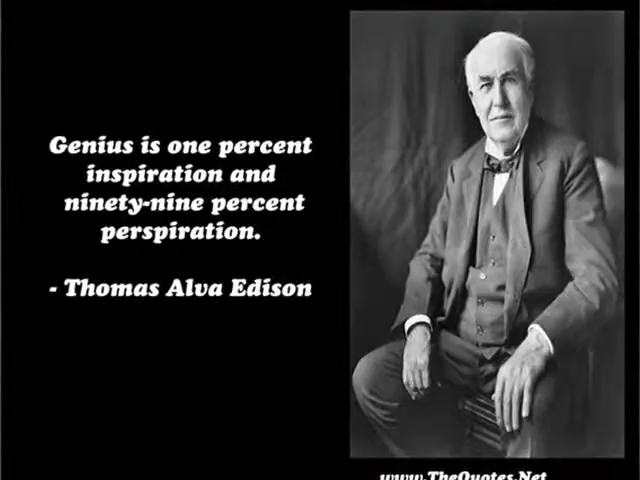 Genius is one percent
inspiration and
ninety-nine percent
perspiration.
- Thomas Alva Edison
www.TheQuotes.Net